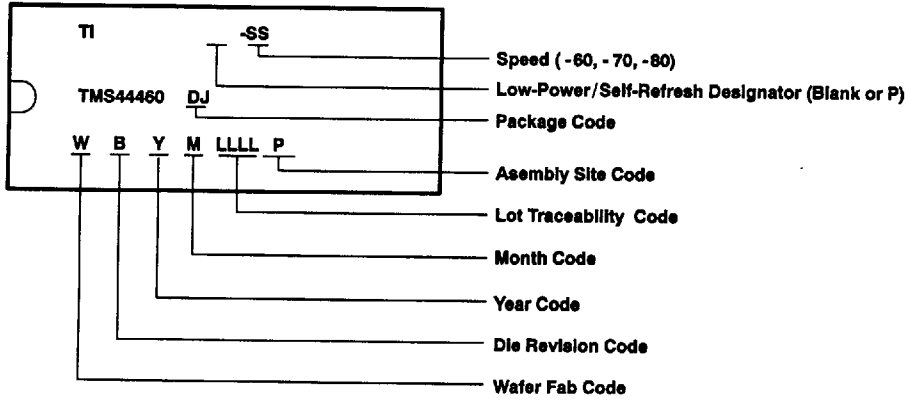 TI -SS
Speed ( -60, - 70, -80)
Low-Power/Self-Refresh Designator (Blank or P)
TMS44460 DJ
Package Code
W B Y M LLLL P
Asembly Site Code
Lot Traceability Code
Month Code
Year Code
Die Revision Code
Wafer Fab Code